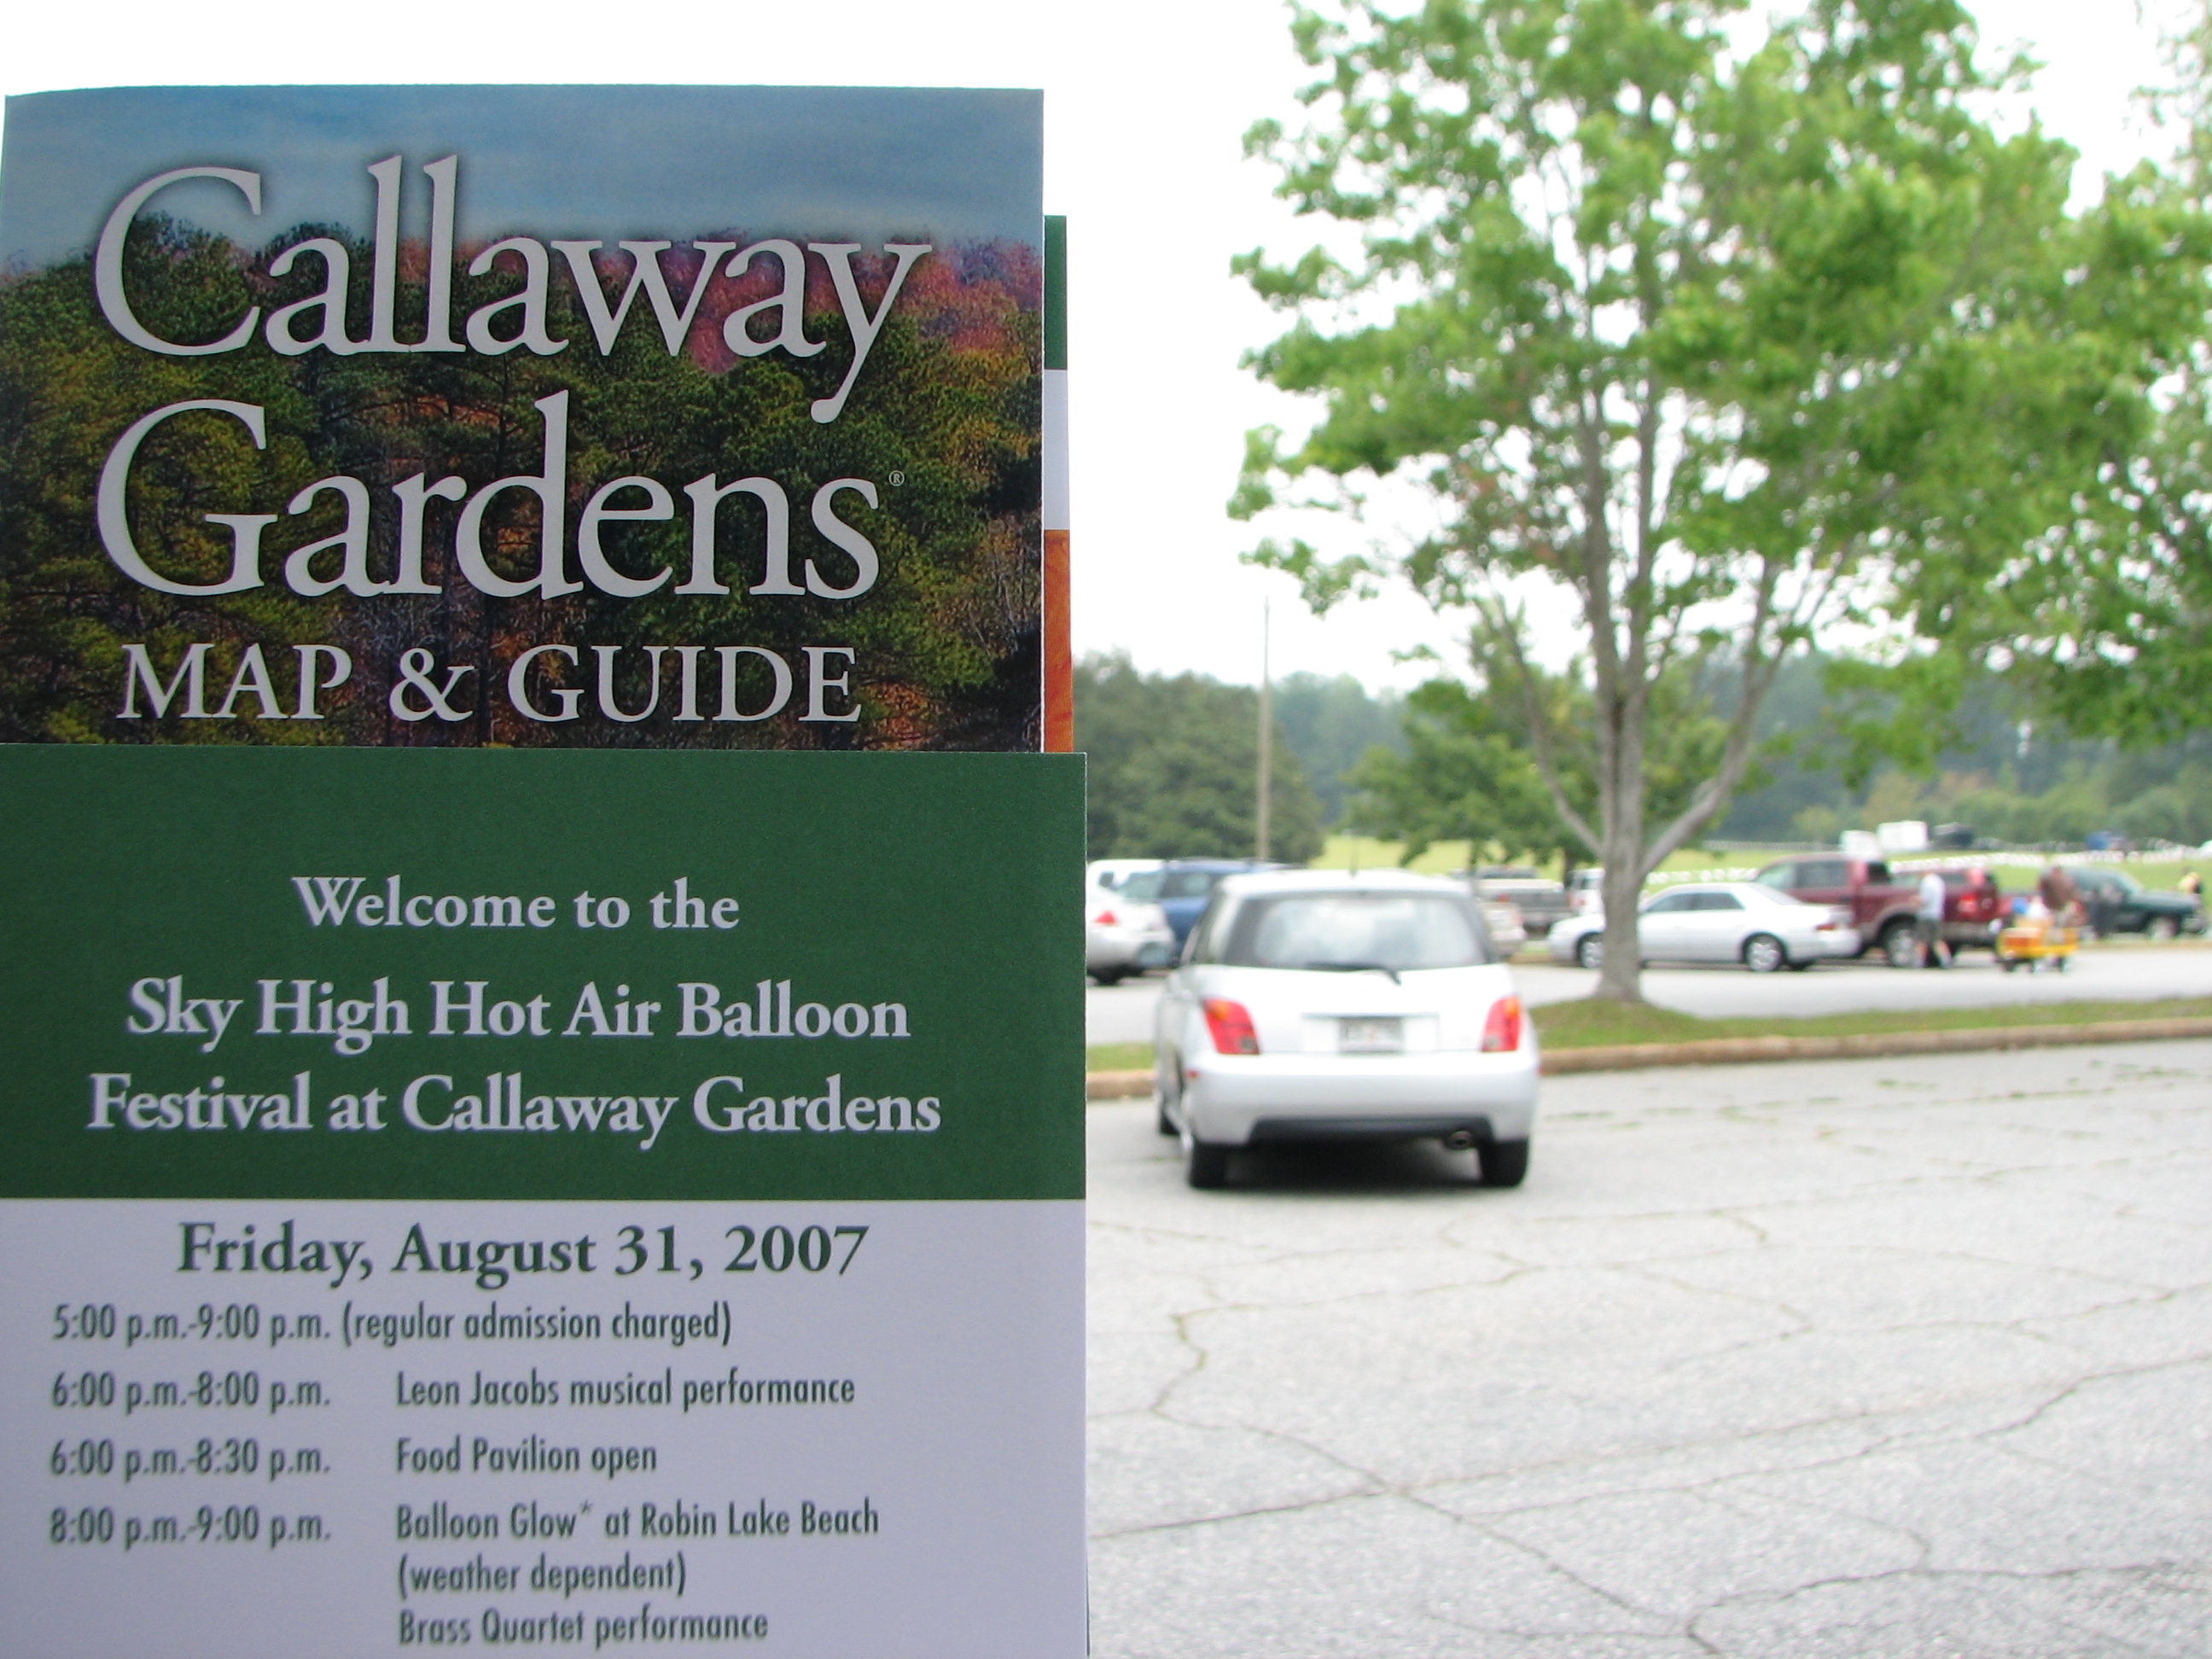 Callaway
Gardens®
MAP & GUIDE
Welcome to the
Sky High Hot Air Balloon
Festival at Callaway Gardens
Friday, August 31, 2007
5:00 p.m.-9:00 p.m. (regular admission charged)
6:00 p.m.-8:00 p.m. Leon Jacobs musical performance
6:00 p.m.-8:30 p.m. Food Pavilion open
8:00 p.m.-9:00 p.m. Balloon Glow* at Robin Lake Beach
(weather dependent)
Brass Quartet performance